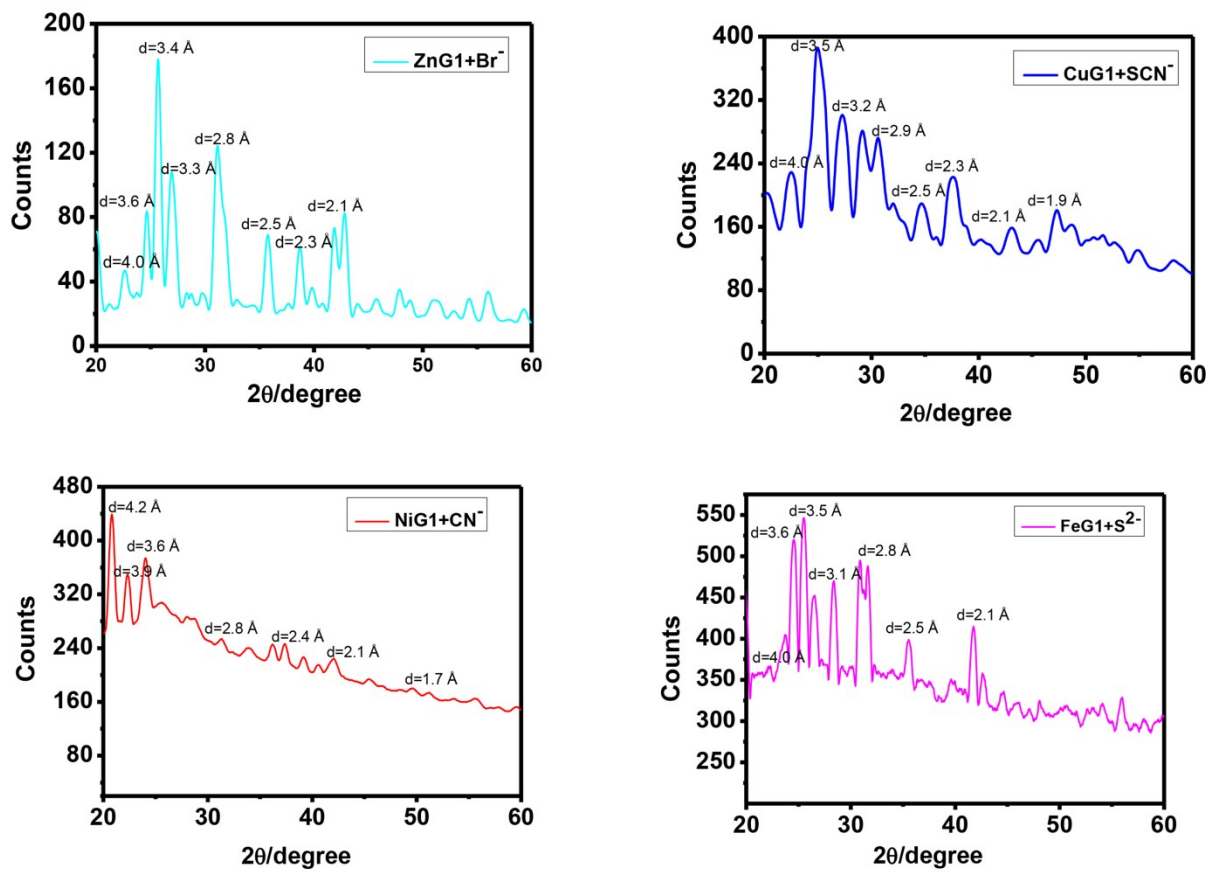 200
160
120
80
40
0
Counts
d=3.4 Å
d=2.8 Å
d=3.3 Å
d=3.6 Å
d=2.5 Å
d=2.1 Å
d=2.3 Å
d=4.0 Å
ZnG1+Br⁻
20 30 40 50 60
2θ/degree
400
320
240
160
80
0
Counts
d=3.5 Å
d=3.2 Å
d=2.9 Å
d=4.0 Å
d=2.3 Å
d=2.5 Å
d=2.1 Å
d=1.9 Å
CuG1+SCN⁻
20 30 40 50 60
2θ/degree
480
400
320
240
160
80
Counts
d=4.2 Å
d=3.6 Å
d=3.9 Å
d=2.8 Å
d=2.4 Å
d=2.1 Å
d=1.7 Å
NiG1+CN⁻
20 30 40 50 60
2θ/degree
550
500
450
400
350
300
250
Counts
d=3.5 Å
d=3.6 Å
d=2.8 Å
d=3.1 Å
d=2.5 Å
d=2.1 Å
d=4.0 Å
FeG1+S²⁻
20 30 40 50 60
2θ/degree